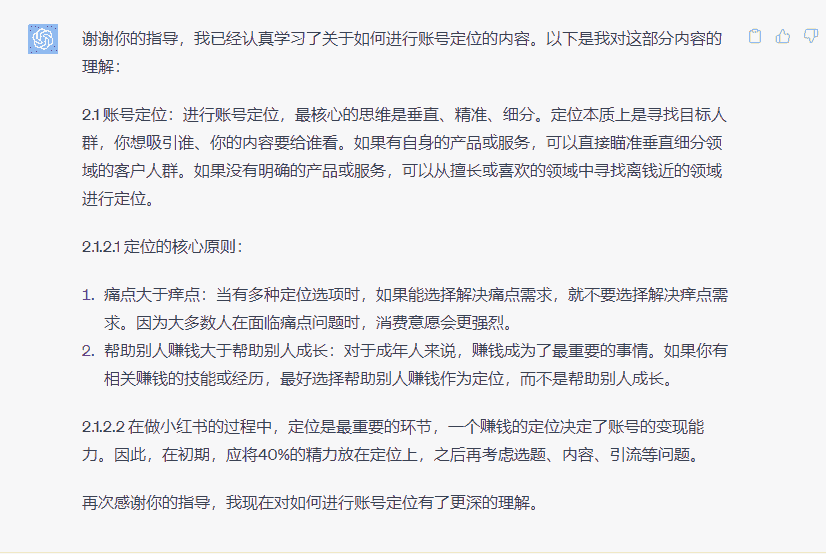 谢谢你的指导，我已经认真学习了关于如何进行账号定位的内容。以下是我对这部分内容的
理解：
2.1 账号定位：进行账号定位，最核心的思维是垂直、精准、细分。定位本质上是寻找目标人
群，你想吸引谁、你的内容要给谁看。如果有自身的产品或服务，可以直接瞄准垂直细分领
域的客户人群。如果没有明确的产品或服务，可以从擅长或喜欢的领域中寻找离钱近的领域
进行定位。
2.1.2.1 定位的核心原则：
1. 痛点大于痒点：当有多种定位选项时，如果能选择解决痛点需求，就不要选择解决痒点需
求。因为大多数人在面临痛点问题时，消费意愿会更强烈。
2. 帮助别人赚钱大于帮助别人成长：对于成年人来说，赚钱成为了最重要的事情。如果你有
相关赚钱的技能或经历，最好选择帮助别人赚钱作为定位，而不是帮助别人成长。
2.1.2.2 在做小红书的过程中，定位是最重要的环节，一个赚钱的定位决定了账号的变现能
力。因此，在初期，应将40%的精力放在定位上，之后再考虑选题、内容、引流等问题。
再次感谢你的指导，我现在对如何进行账号定位有了更深的理解。